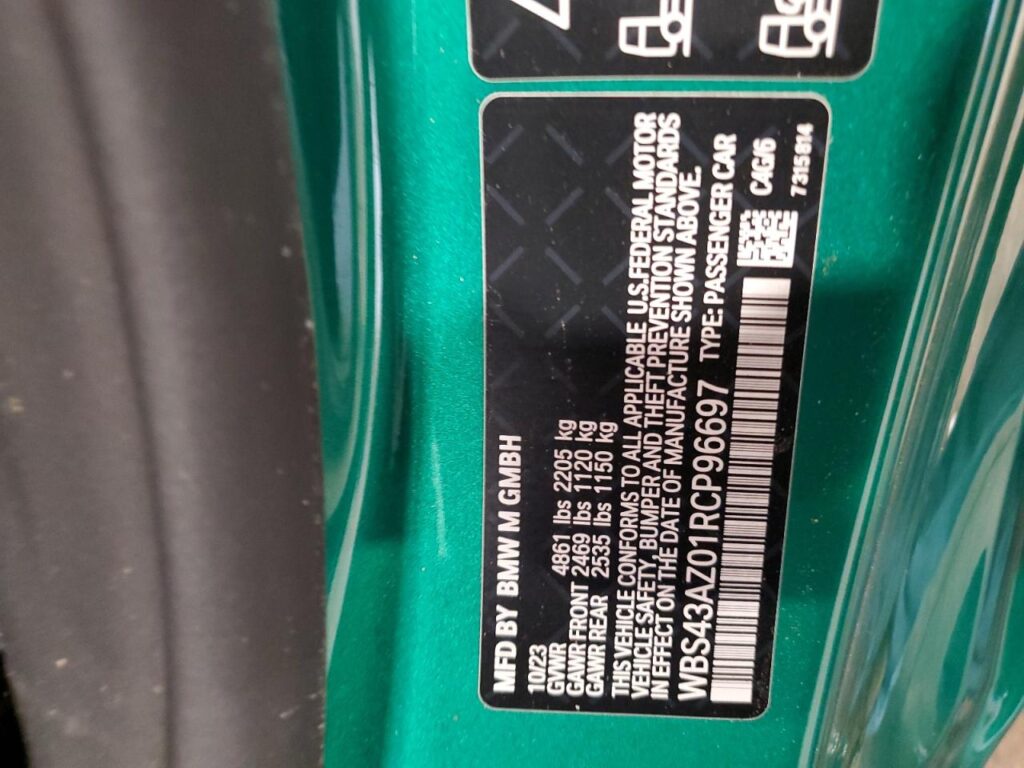 MFD BY BMW M GMBH
10/23
GVWR 4861 lbs 2205 kg
GAWR FRONT 2469 lbs 1120 kg
GAWR REAR 2535 lbs 1150 kg
THIS VEHICLE CONFORMS TO ALL APPLICABLE U.S.FEDERAL MOTOR
VEHICLE SAFETY, BUMPER AND THEFT PREVENTION STANDARDS
IN EFFECT ON THE DATE OF MANUFACTURE SHOWN ABOVE.
WBS43AZ01RCP96697 TYPE: PASSENGER CAR
C4G/6
7315814